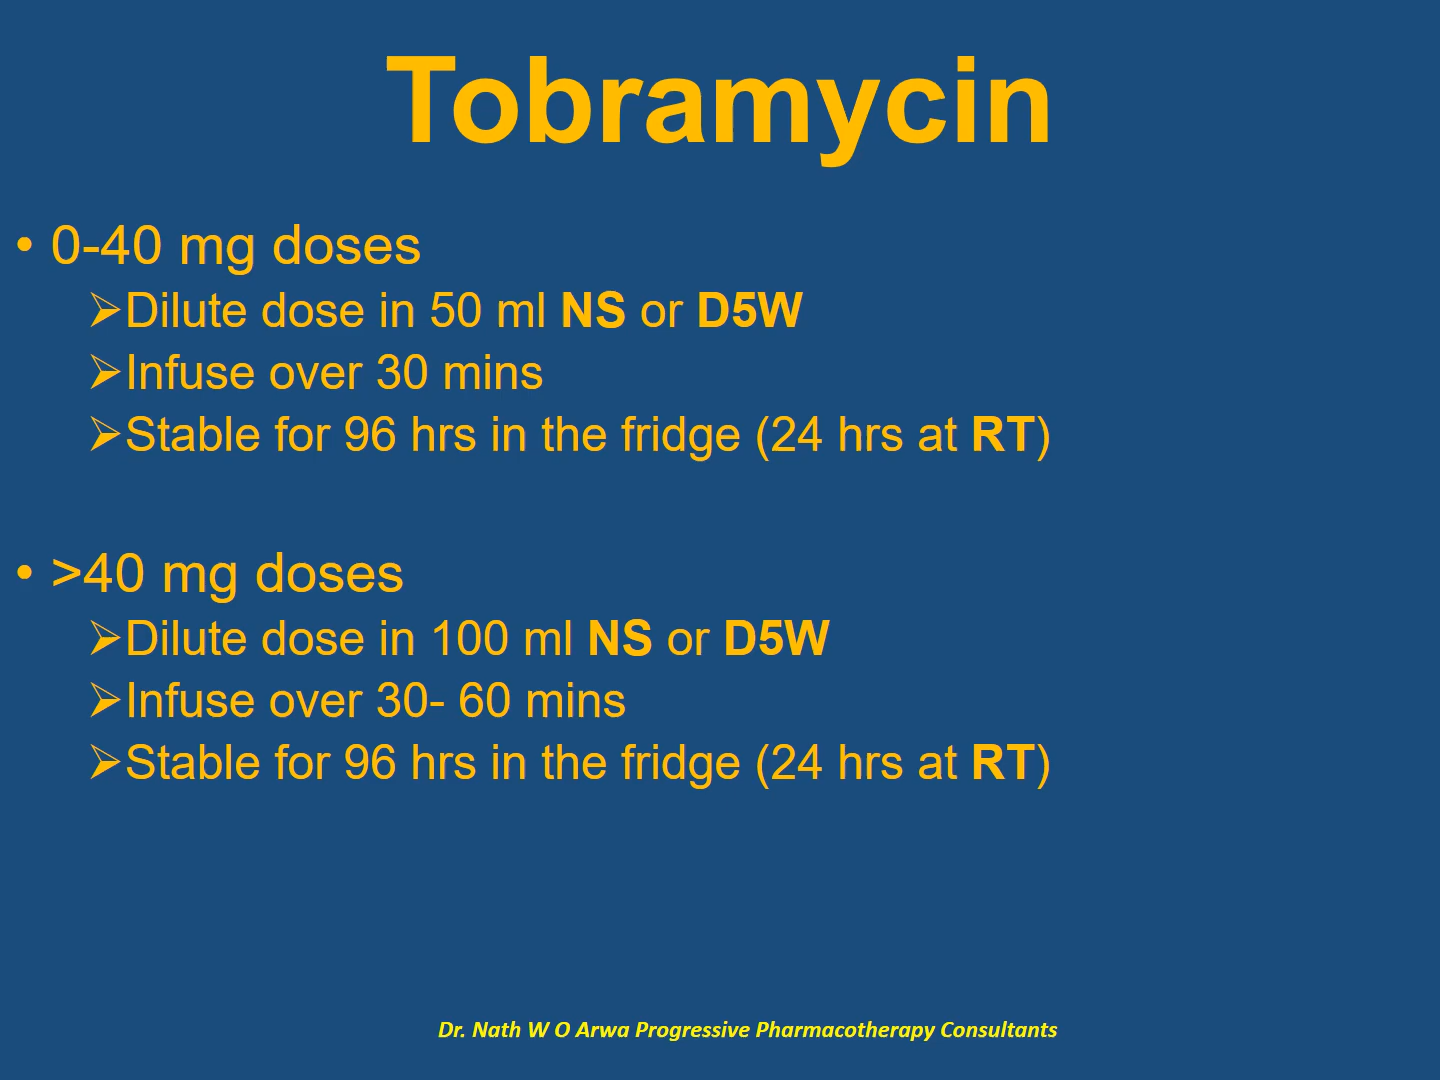 Tobramycin
• 0-40 mg doses
➢Dilute dose in 50 ml NS or D5W
➢Infuse over 30 mins
➢Stable for 96 hrs in the fridge (24 hrs at RT)
• >40 mg doses
➢Dilute dose in 100 ml NS or D5W
➢Infuse over 30- 60 mins
➢Stable for 96 hrs in the fridge (24 hrs at RT)
Dr. Nath W O Arwa Progressive Pharmacotherapy Consultants